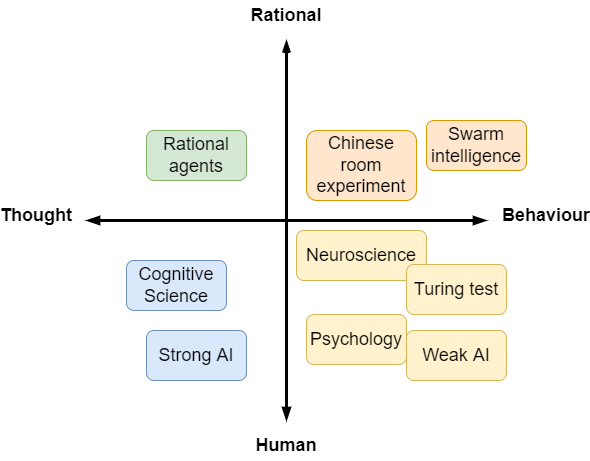 Rational
Rational
agents
Chinese
room
experiment
Swarm
intelligence
Thought
Behaviour
Neuroscience
Cognitive
Science
Turing test
Psychology
Strong AI
Weak AI
Human